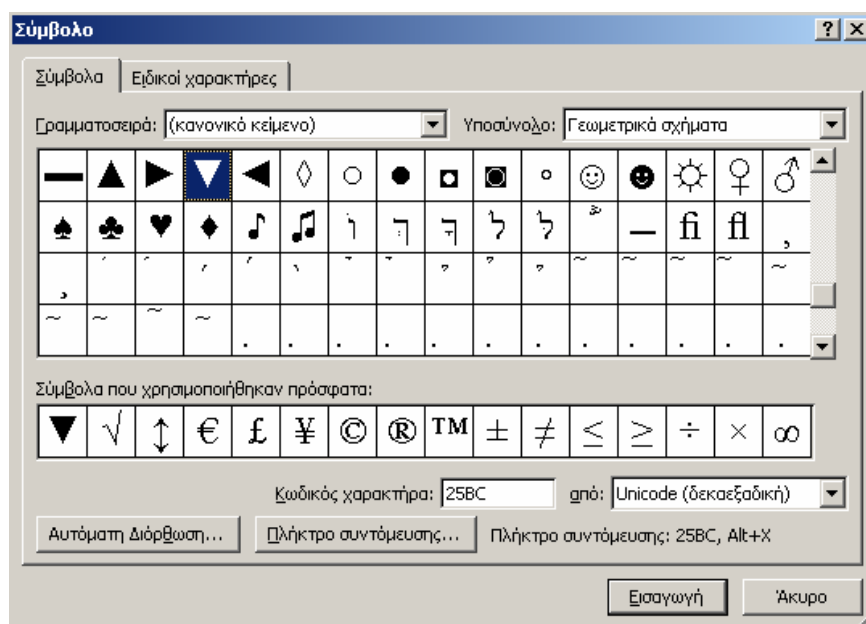 Σύμβολο
Σύμβολα Ειδικοί χαρακτήρες
Γραμματοσειρά: (κανονικό κείμενο) Υποσύνολο: Γεωμετρικά σχήματα
▬ ▲ ► ▼ ◄ ◊ ○ ● ◘ ◙ ◦ ☺ ☻ ☼ ♀ ♂
♠ ♣ ♥ ♦ ♪ ♫ fi fl
Σύμβολα που χρησιμοποιήθηκαν πρόσφατα:
▼ √ ↕ € £ ¥ © ® ™ ± ≠ ≤ ≥ ÷ × ∞
Κωδικός χαρακτήρα: 25BC από: Unicode (δεκαεξαδική)
Αυτόματη Διόρθωση... Πλήκτρο συντόμευσης... Πλήκτρο συντόμευσης: 25BC, Alt+X
Εισαγωγή Άκυρο